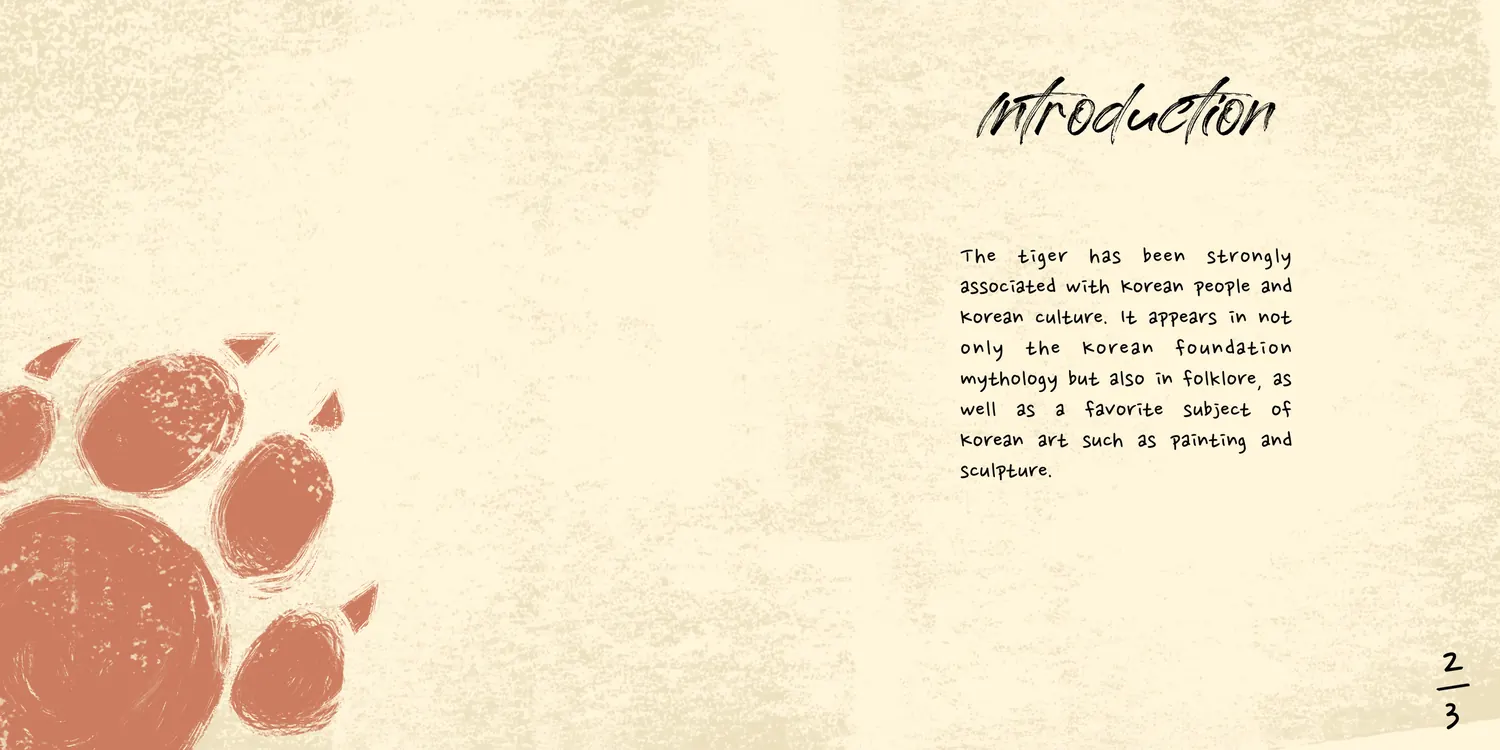 Introduction
The tiger has been strongly
associated with Korean people and
Korean culture. It appears in not
only the Korean foundation
mythology but also in folklore, as
well as a favorite subject of
Korean art such as painting and
sculpture.
2
3